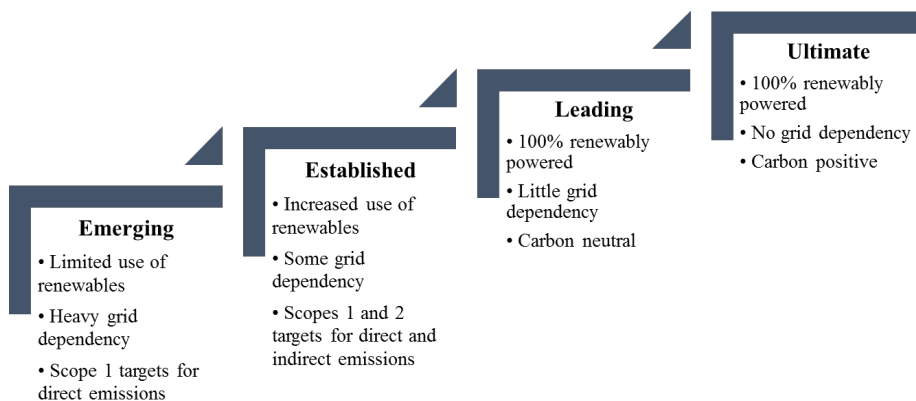 Emerging
• Limited use of
renewables
• Heavy grid
dependency
• Scope 1 targets for
direct emissions
Established
• Increased use of
renewables
• Some grid
dependency
• Scopes 1 and 2
targets for direct and
indirect emissions
Leading
• 100% renewably
powered
• Little grid
dependency
• Carbon neutral
Ultimate
• 100% renewably
powered
• No grid dependency
• Carbon positive